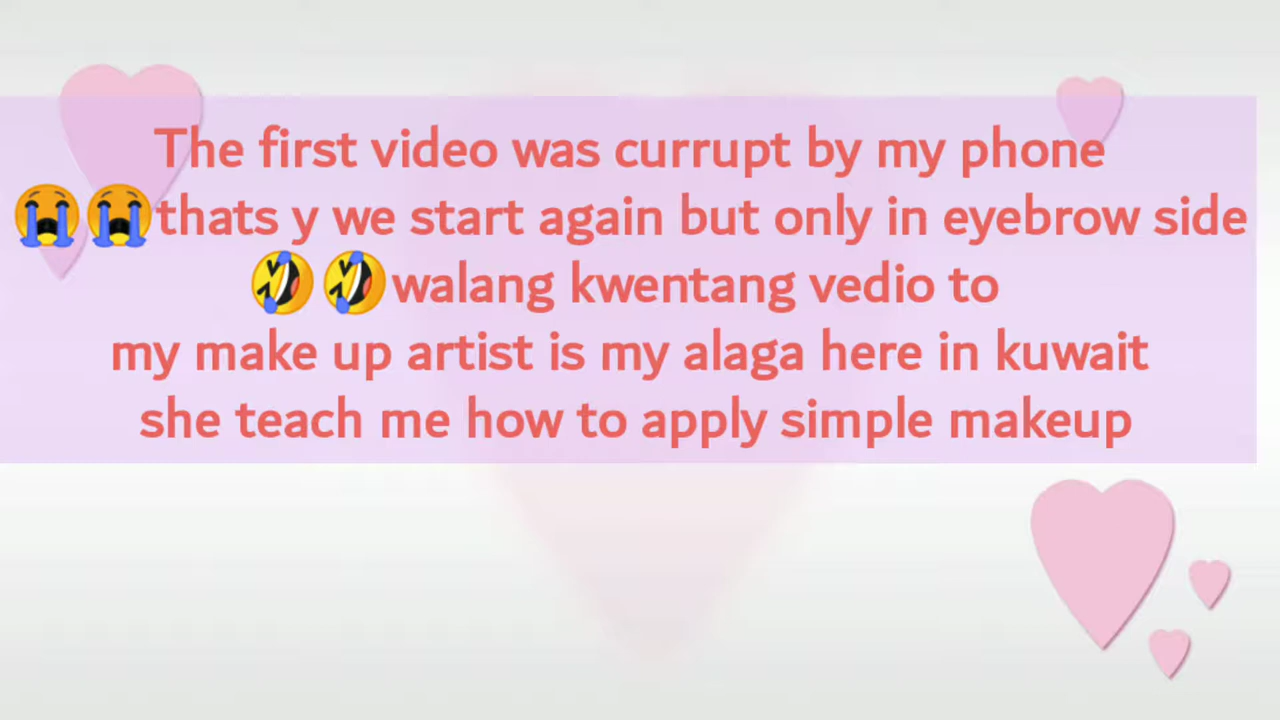 The first video was currupt by my phone
😭😭thats y we start again but only in eyebrow side
🤣🤣walang kwentang vedio to
my make up artist is my alaga here in kuwait
she teach me how to apply simple makeup